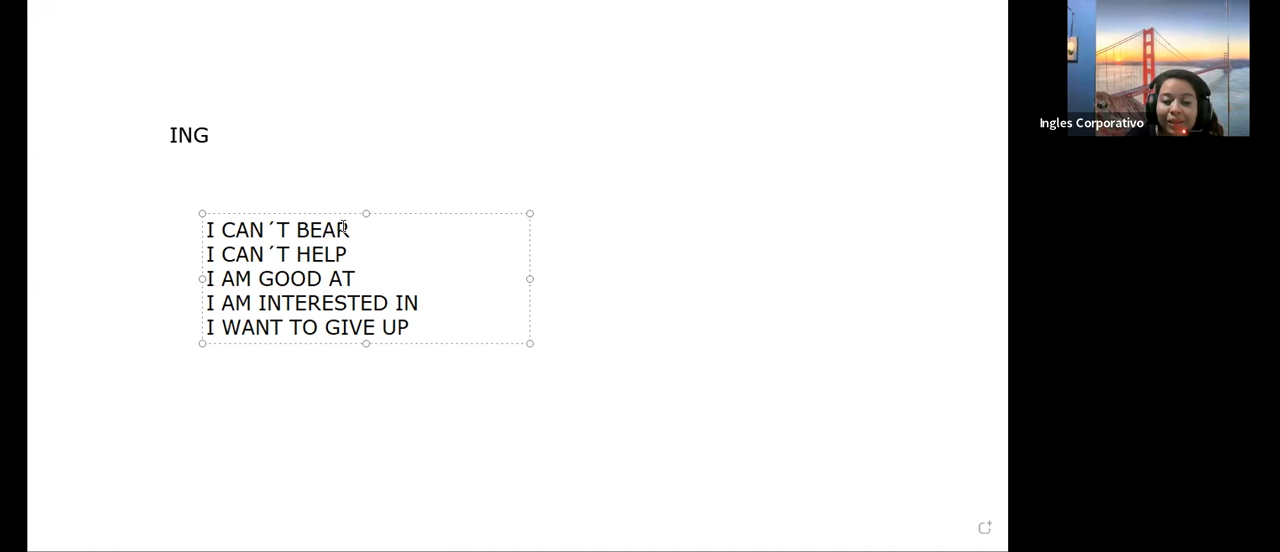 ING
I CAN´T BEAR
I CAN´T HELP
I AM GOOD AT
I AM INTERESTED IN
I WANT TO GIVE UP
Ingles Corporativo